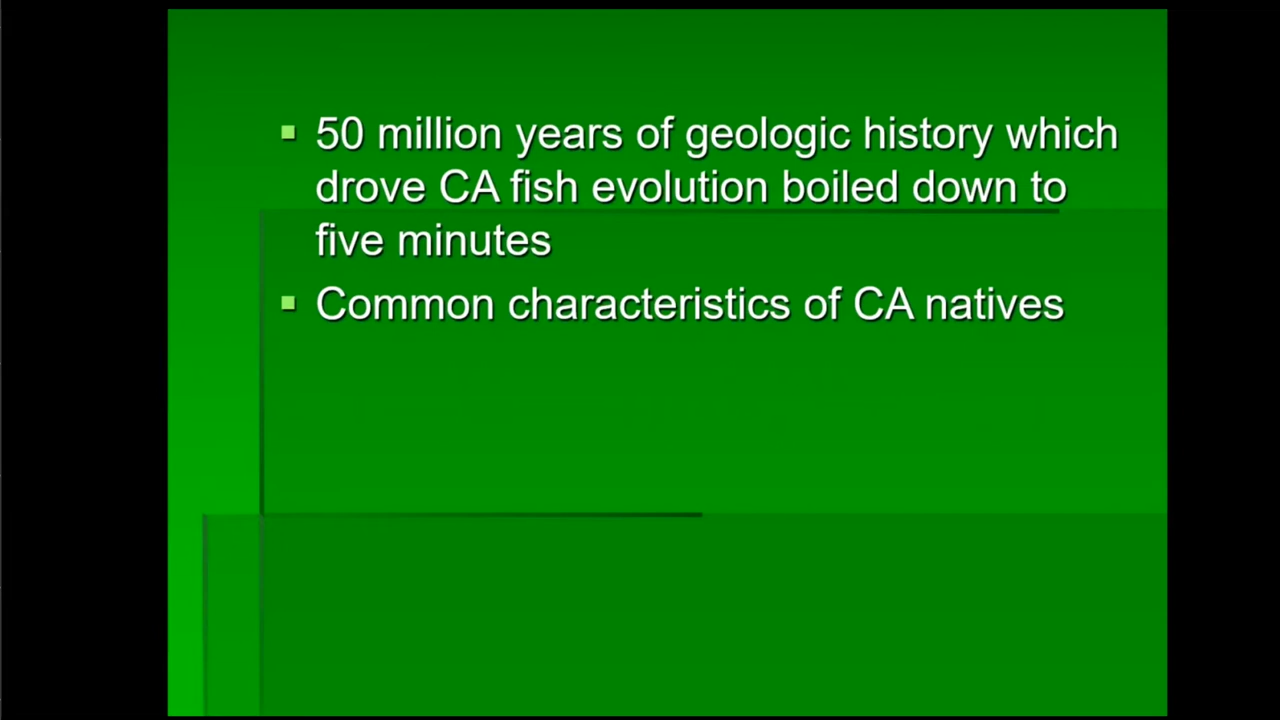 50 million years of geologic history which
drove CA fish evolution boiled down to
five minutes
Common characteristics of CA natives